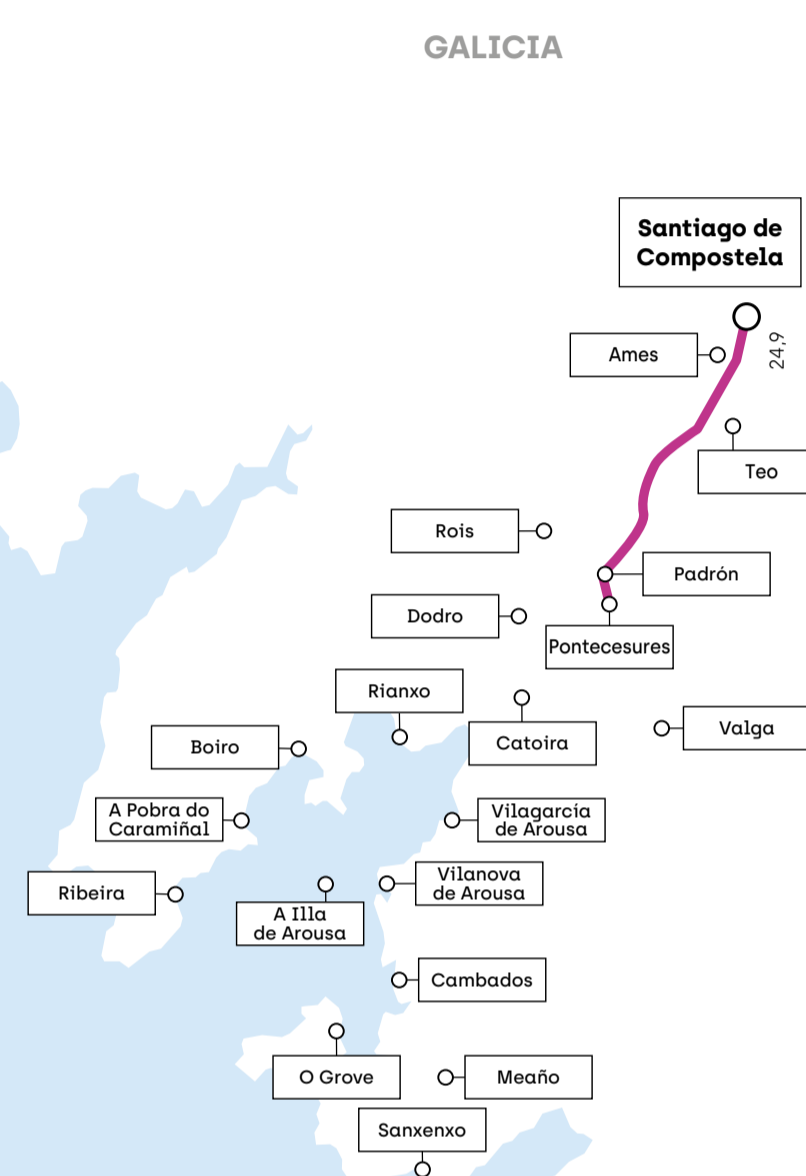 GALICIA
Santiago de
Compostela
24,9
Ames
Teo
Rois
Padrón
Dodro
Pontecesures
Rianxo
Valga
Boiro
Catoira
A Pobra do
Caramiñal
Vilagarcía
de Arousa
Vilanova
de Arousa
Ribeira
A Illa
de Arousa
Cambados
O Grove
Meaño
Sanxenxo